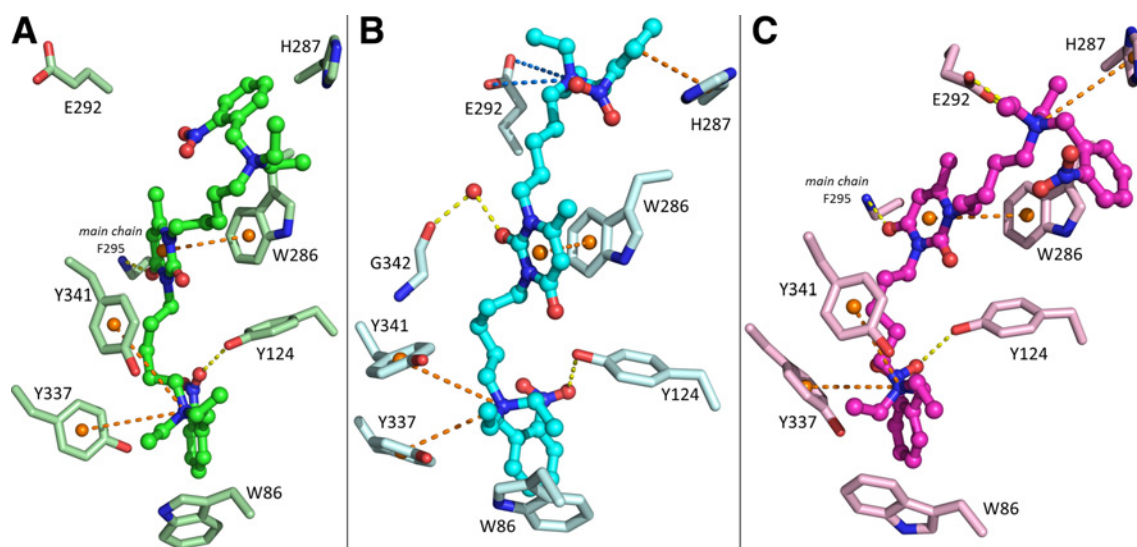 A
E292
H287
main chain
F295
W286
Y341
Y124
Y337
W86
B
E292
H287
W286
G342
Y341
Y124
Y337
W86
C
H287
E292
main chain
F295
W286
Y341
Y124
Y337
W86